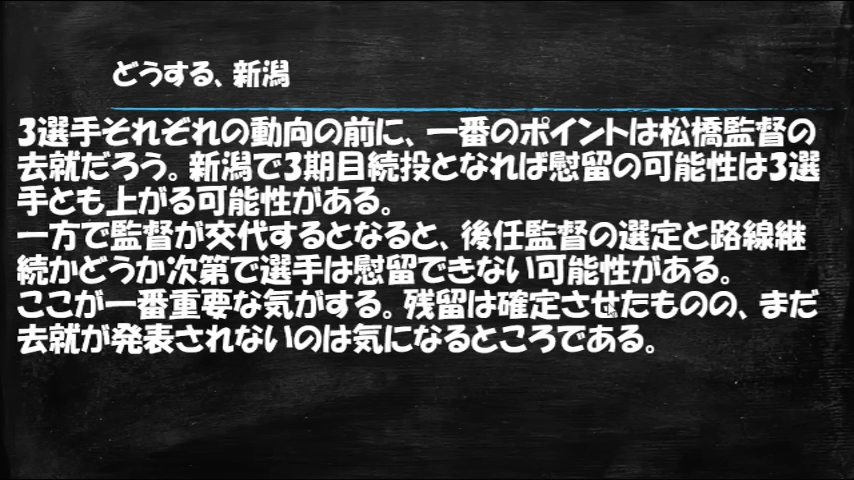 どうする、新潟
3選手それぞれの動向の前に、一番のポイントは松橋監督の
去就だろう。新潟で3期目続投となれば慰留の可能性は3選
手とも上がる可能性がある。
一方で監督が交代するとなると、後任監督の選定と路線継
続かどうか次第で選手は慰留できない可能性がある。
ここが一番重要な気がする。残留は確定させたものの、まだ
去就が発表されないのは気になるところである。